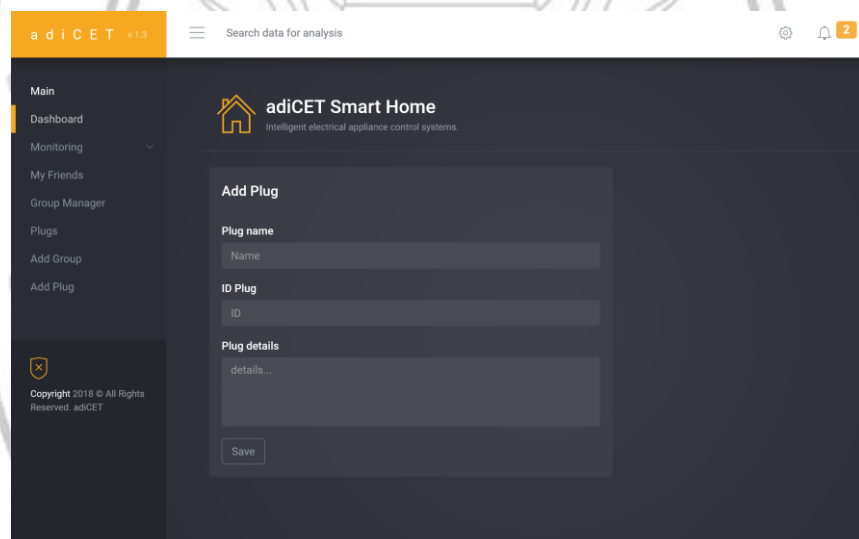 adiCET v.1.3
Search data for analysis
2
Main
Dashboard
Monitoring
My Friends
Group Manager
Plugs
Add Group
Add Plug
Copyright 2018 © All Rights
Reserved. adiCET
adiCET Smart Home
Intelligent electrical appliance control systems.
Add Plug
Plug name
Name
ID Plug
ID
Plug details
details...
Save